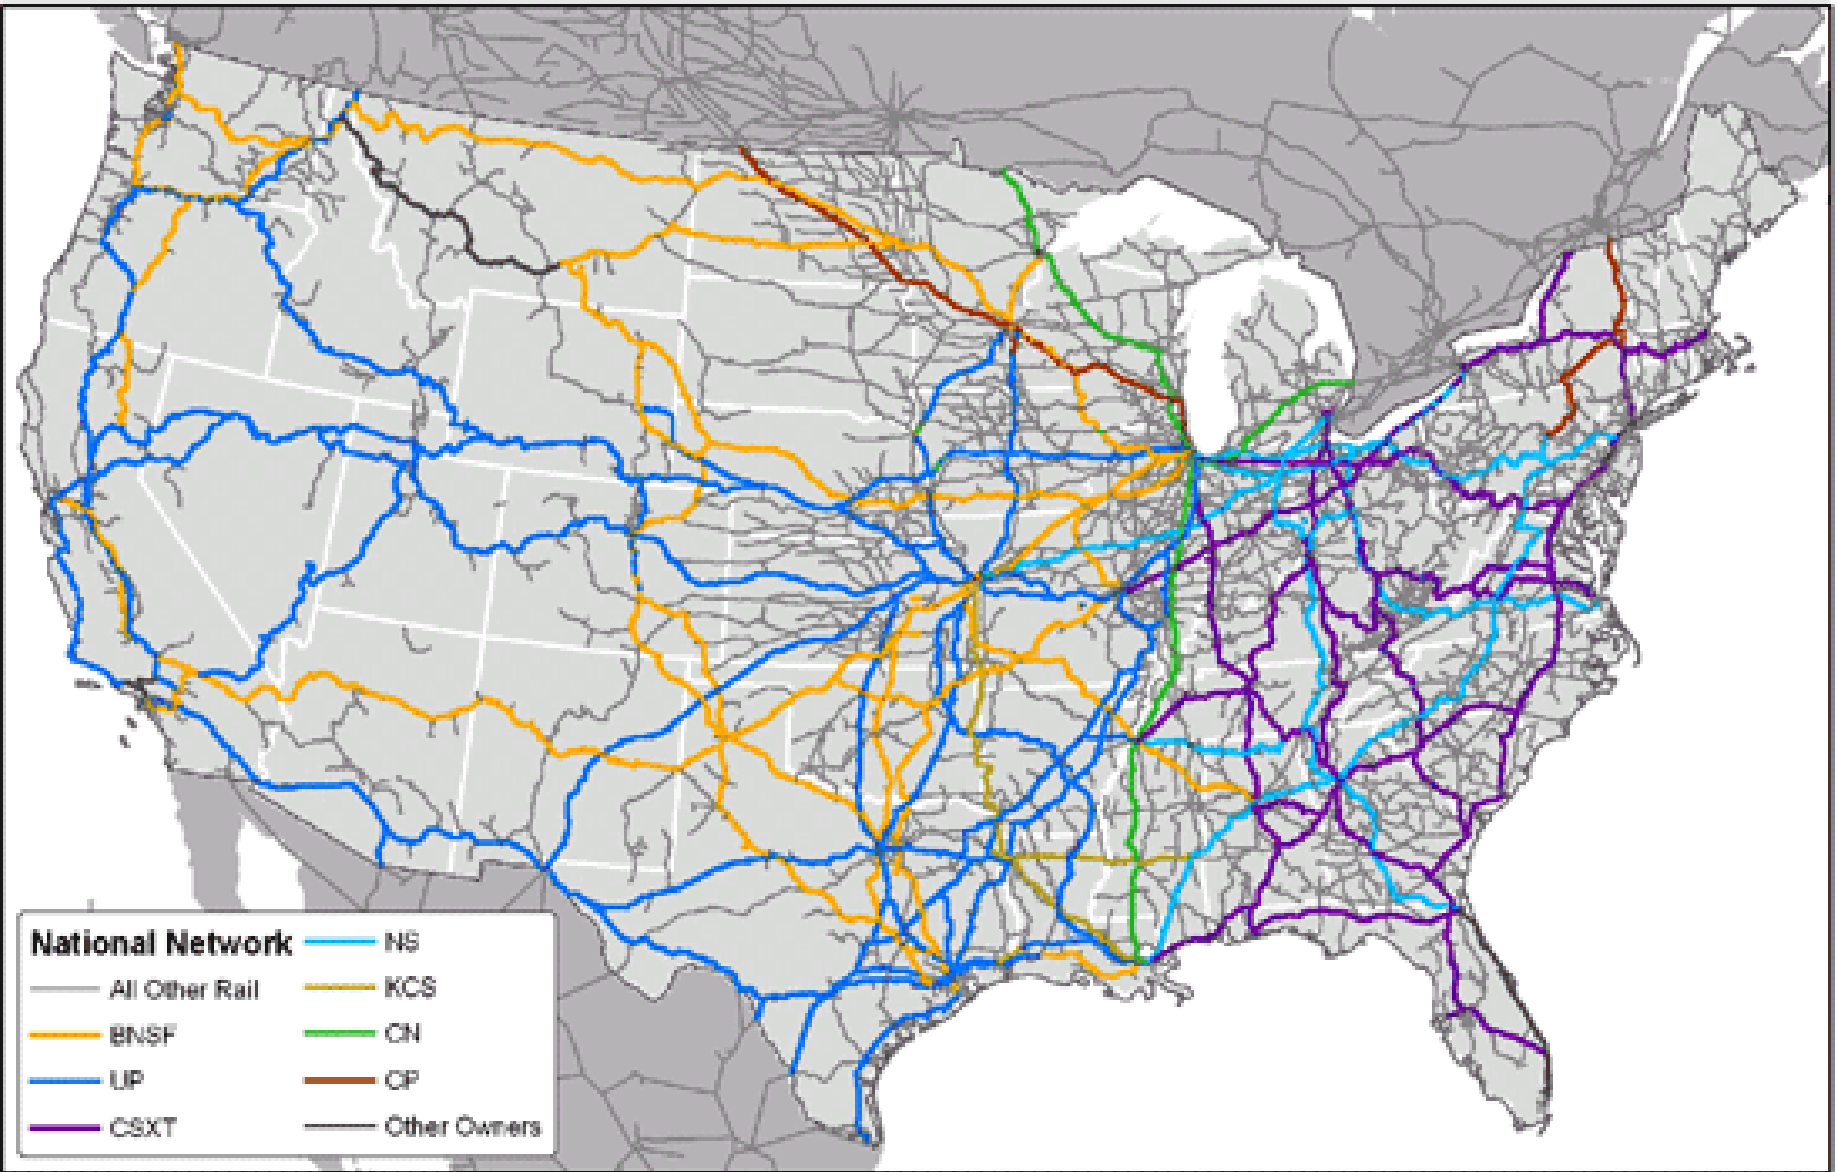 National Network
All Other Rail
BNSF
UP
CSXT
NS
KCS
CN
CP
Other Owners